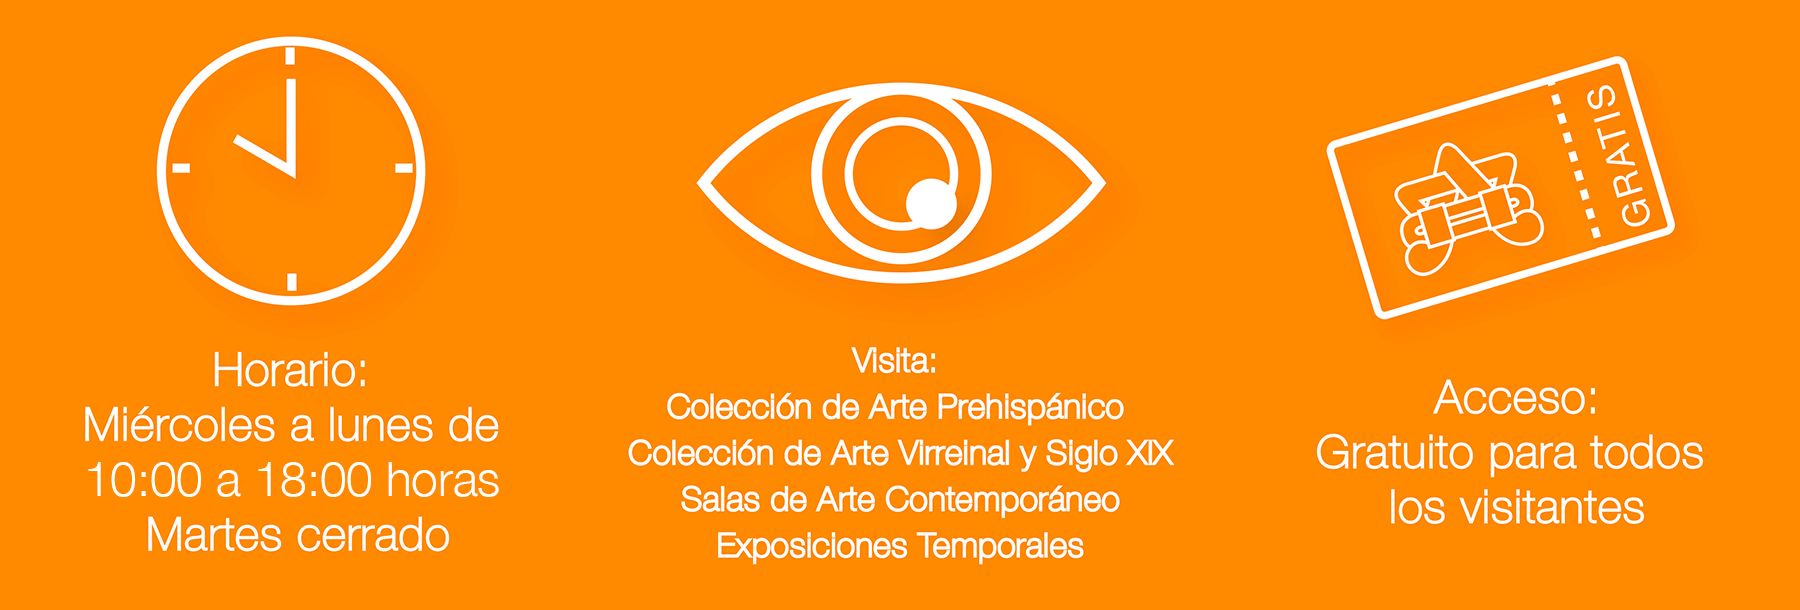 Horario:
Miércoles a lunes de
10:00 a 18:00 horas
Martes cerrado
Visita:
Colección de Arte Prehispánico
Colección de Arte Virreinal y Siglo XIX
Salas de Arte Contemporáneo
Exposiciones Temporales
GRATIS
Acceso:
Gratuito para todos
los visitantes